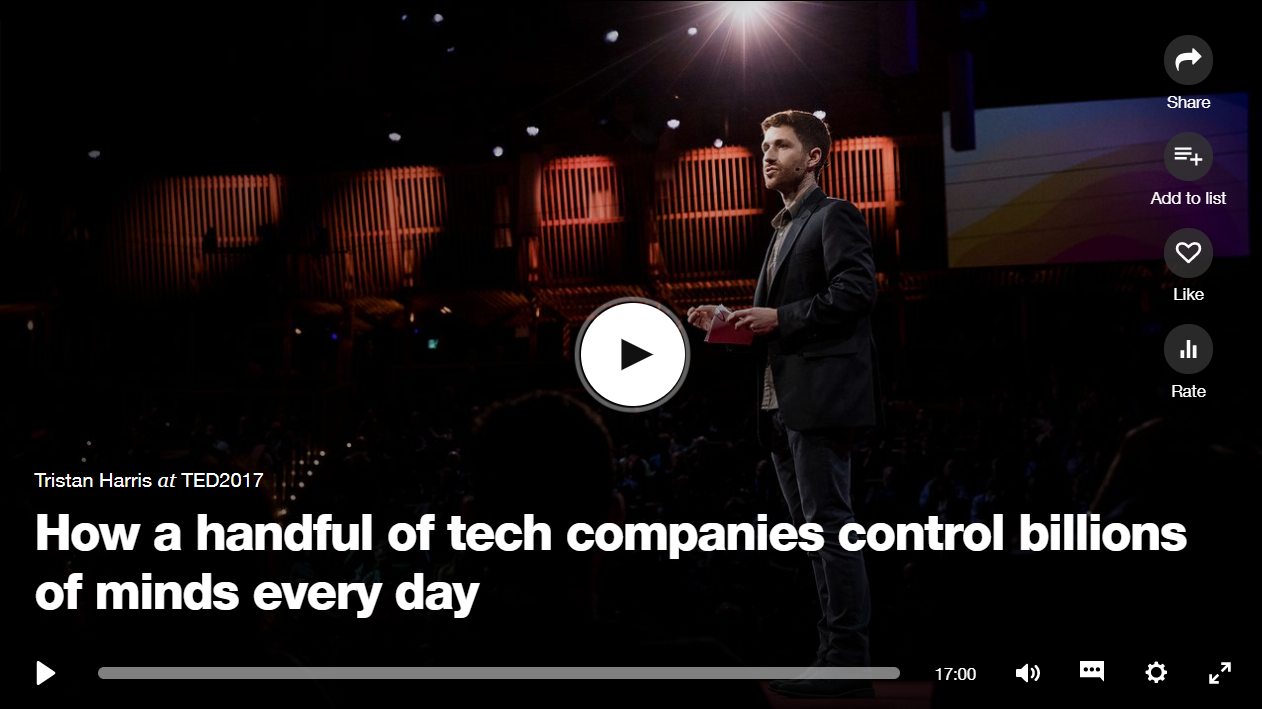 Share
Add to list
Like
Rate
Tristan Harris at TED2017
How a handful of tech companies control billions
of minds every day
17:00